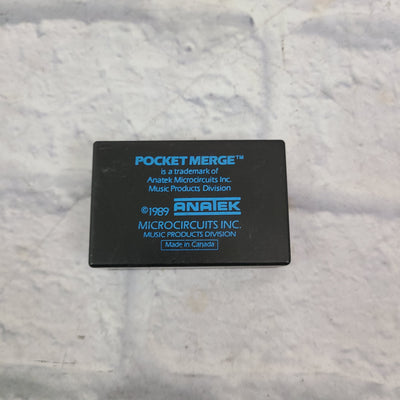 POCKET MERGE™
is a trademark of
Anatek Microcircuits Inc.
Music Products Division
©1989 ANATEK
MICROCIRCUITS INC.
MUSIC PRODUCTS DIVISION
Made in Canada